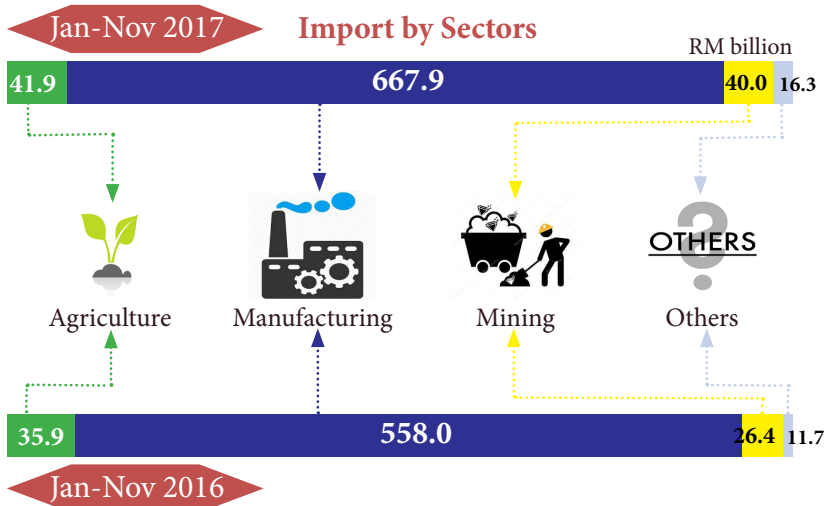 Jan-Nov 2017
Import by Sectors
RM billion
41.9 667.9 40.0 16.3
OTHERS
Agriculture Manufacturing Mining Others
35.9 558.0 26.4 11.7
Jan-Nov 2016